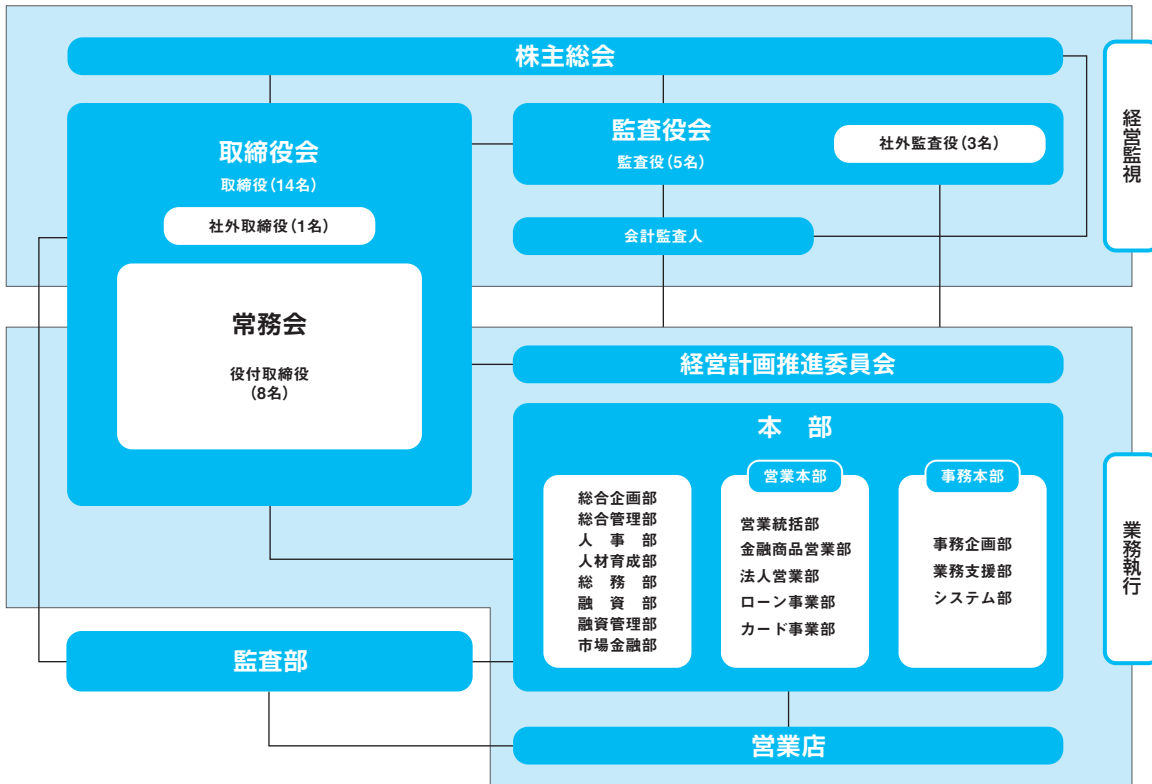 株主総会
経営監視
取締役会
取締役(14名)
社外取締役(1名)
常務会
役付取締役
(8名)
監査役会
監査役(5名)
社外監査役(3名)
会計監査人
経営計画推進委員会
業務執行
本　部
総合企画部
総合管理部
人　事　部
人材育成部
総　務　部
融　資　部
融資管理部
市場金融部
営業本部
営業統括部
金融商品営業部
法人営業部
ローン事業部
カード事業部
事務本部
事務企画部
業務支援部
システム部
監査部
営業店